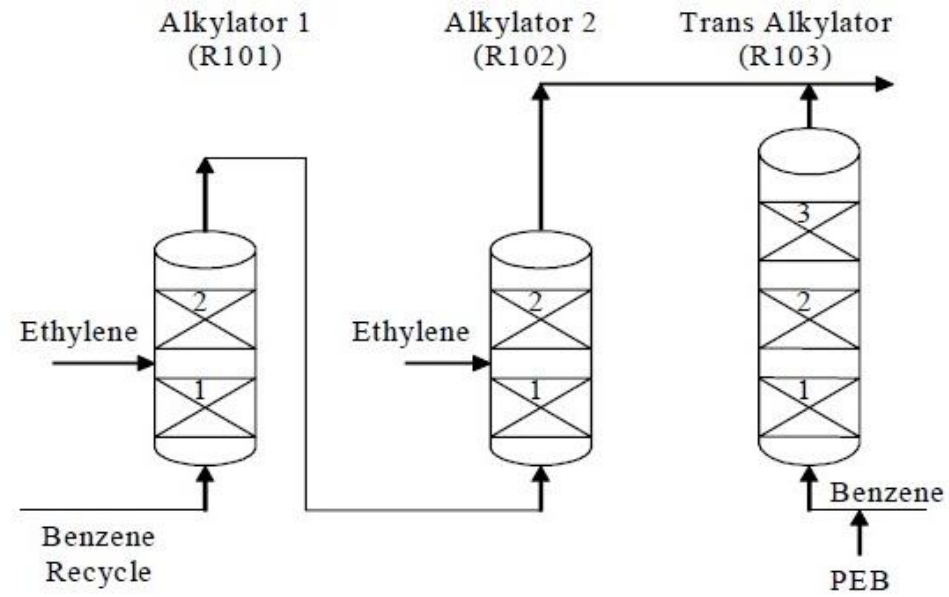 Alkylator 1
(R101)
Alkylator 2
(R102)
Trans Alkylator
(R103)
3
2
2
2
Ethylene
Ethylene
1
1
1
Benzene
Recycle
Benzene
PEB